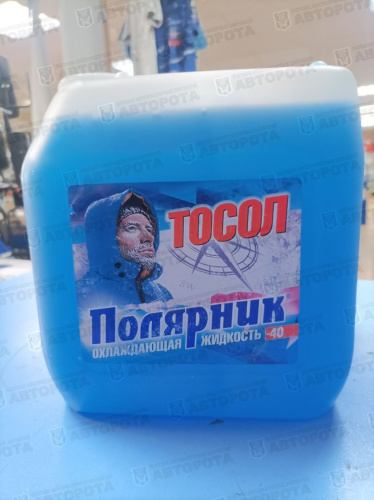 ТОСОЛ
Полярник
ОХЛАЖДАЮЩАЯ ЖИДКОСТЬ -40
АВТОРОТА